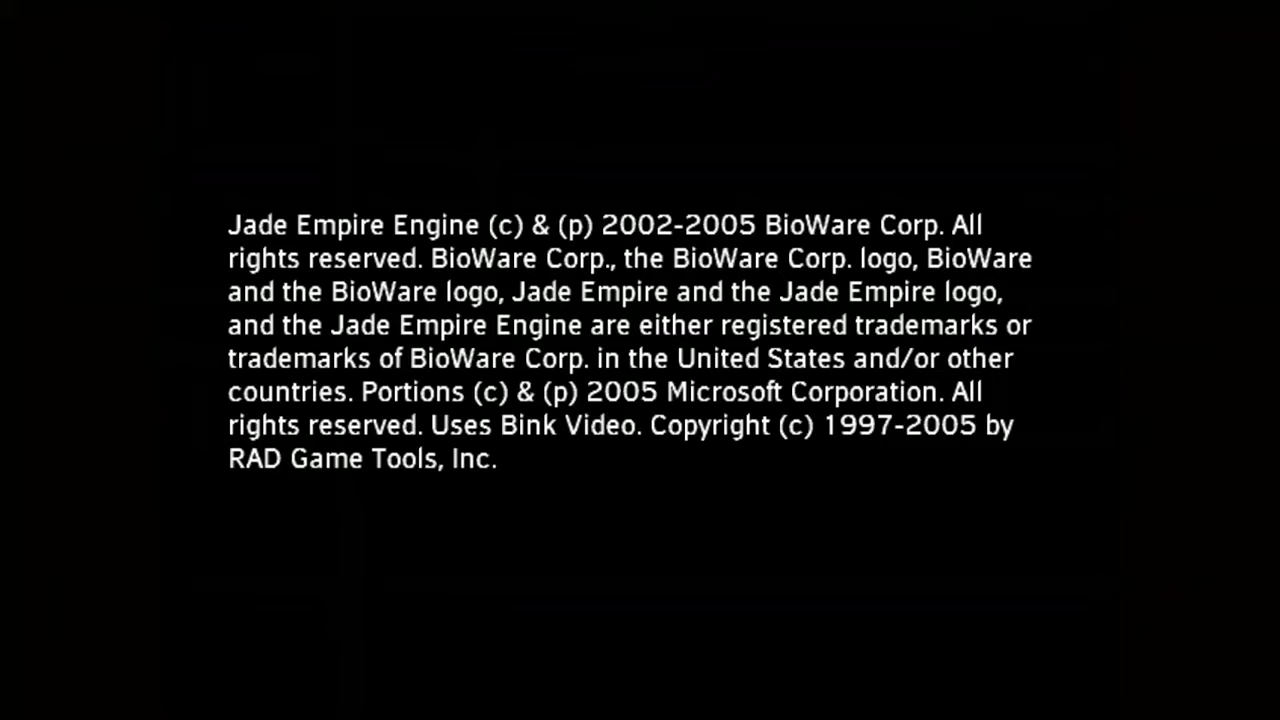 Jade Empire Engine (c) & (p) 2002-2005 BioWare Corp. All
rights reserved. BioWare Corp., the BioWare Corp. logo, BioWare
and the BioWare logo, Jade Empire and the Jade Empire logo,
and the Jade Empire Engine are either registered trademarks or
trademarks of BioWare Corp. in the United States and/or other
countries. Portions (c) & (p) 2005 Microsoft Corporation. All
rights reserved. Uses Bink Video. Copyright (c) 1997-2005 by
RAD Game Tools, Inc.